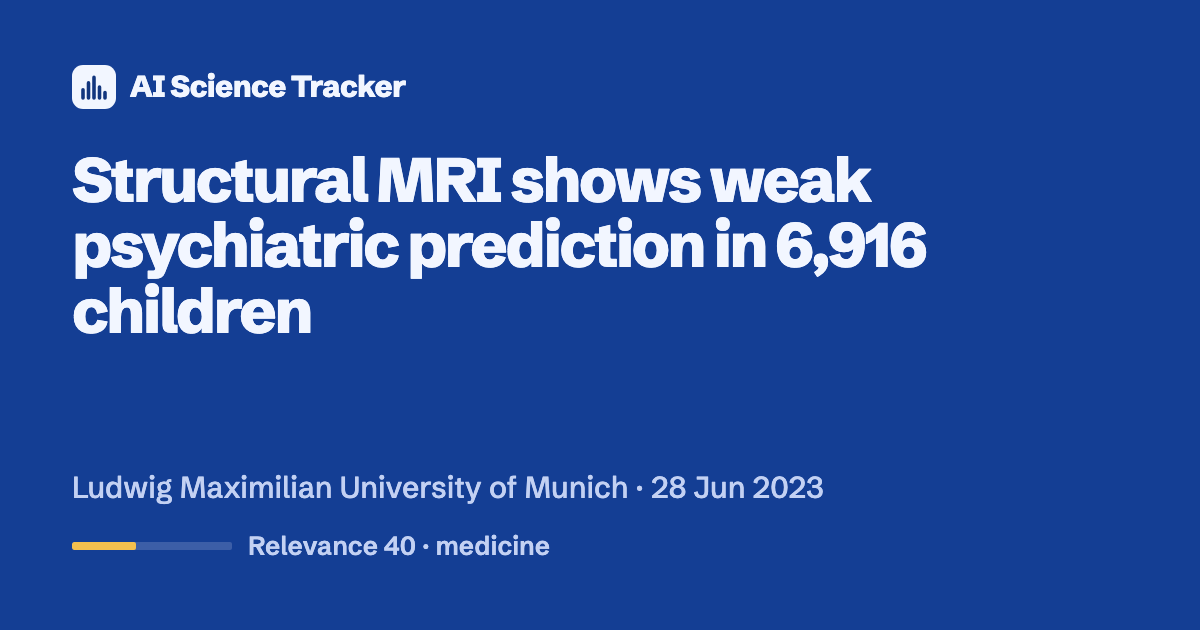 AI Science Tracker
Structural MRI shows weak
psychiatric prediction in 6,916
children
Ludwig Maximilian University of Munich · 28 Jun 2023
Relevance 40 · medicine